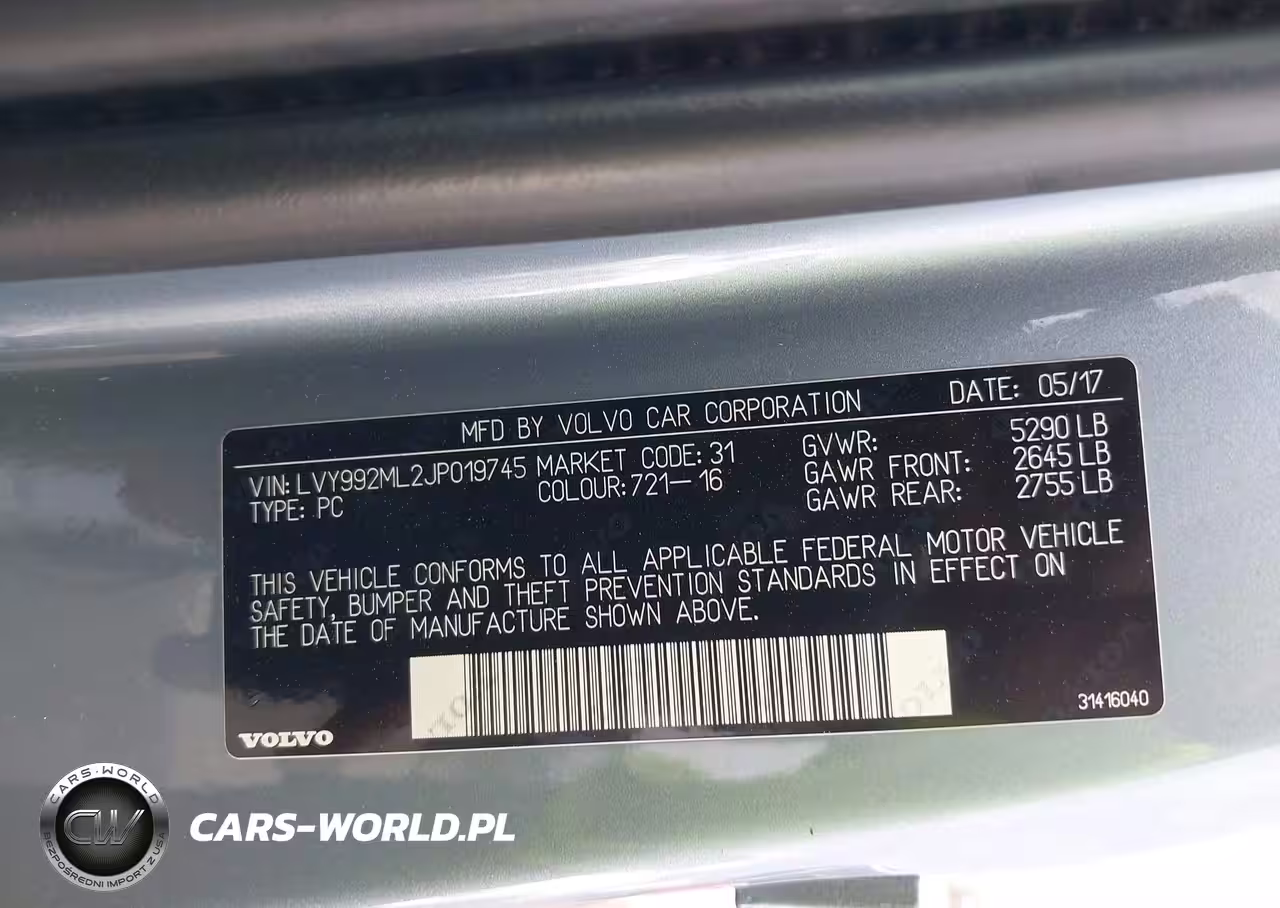 MFD BY VOLVO CAR CORPORATION DATE: 05/17
VIN: LVY992ML2JP019745 MARKET CODE: 31 GVWR: 5290 LB
TYPE: PC COLOUR: 721-16 GAWR FRONT: 2645 LB
GAWR REAR: 2755 LB
THIS VEHICLE CONFORMS TO ALL APPLICABLE FEDERAL MOTOR VEHICLE
SAFETY, BUMPER AND THEFT PREVENTION STANDARDS IN EFFECT ON
THE DATE OF MANUFACTURE SHOWN ABOVE.
31416040
VOLVO
CARS-WORLD
CW
BEZPOŚREDNI IMPORT Z USA
CARS-WORLD.PL